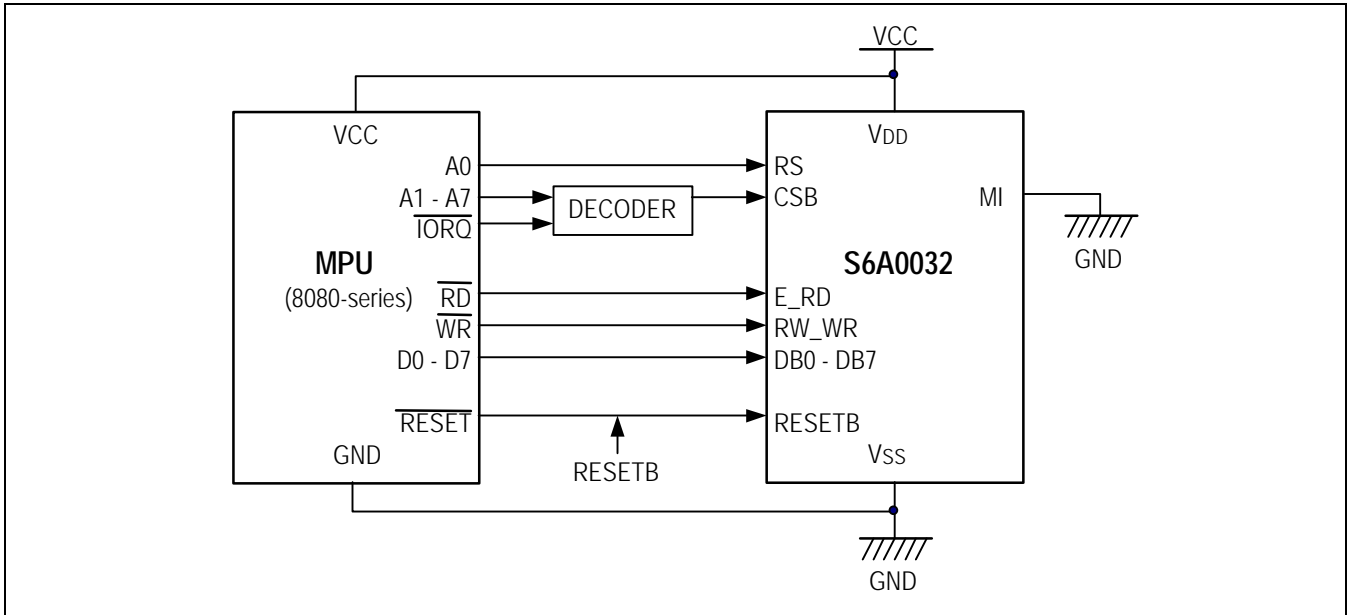 VCC
VCC
VDD
A0
RS
A1 - A7
DECODER
CSB
MI
IORQ
GND
MPU
(8080-series)
S6A0032
RD
E_RD
WR
RW_WR
D0 - D7
DB0 - DB7
RESET
RESETB
RESETB
GND
VSS
GND